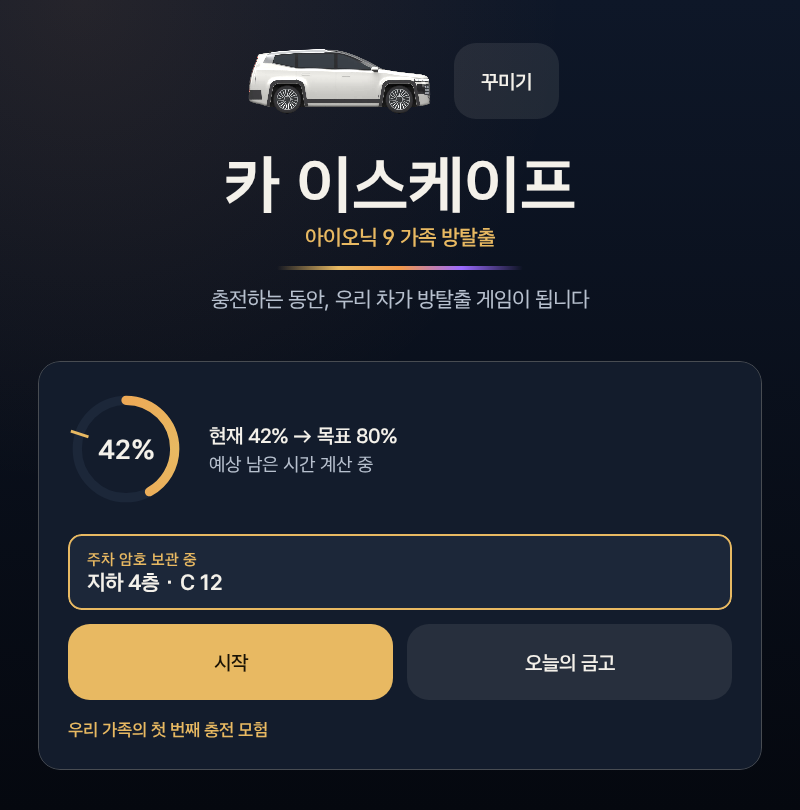 꾸미기
카 이스케이프
아이오닉 9 가족 방탈출
충전하는 동안, 우리 차가 방탈출 게임이 됩니다
42%
현재 42% → 목표 80%
예상 남은 시간 계산 중
주차 암호 보관 중
지하 4층 · C 12
시작
오늘의 금고
우리 가족의 첫 번째 충전 모험